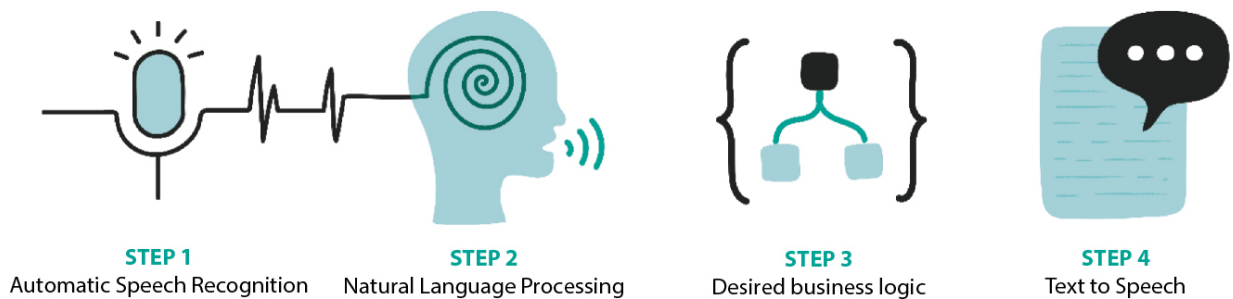 STEP 1
Automatic Speech Recognition
STEP 2
Natural Language Processing
STEP 3
Desired business logic
STEP 4
Text to Speech